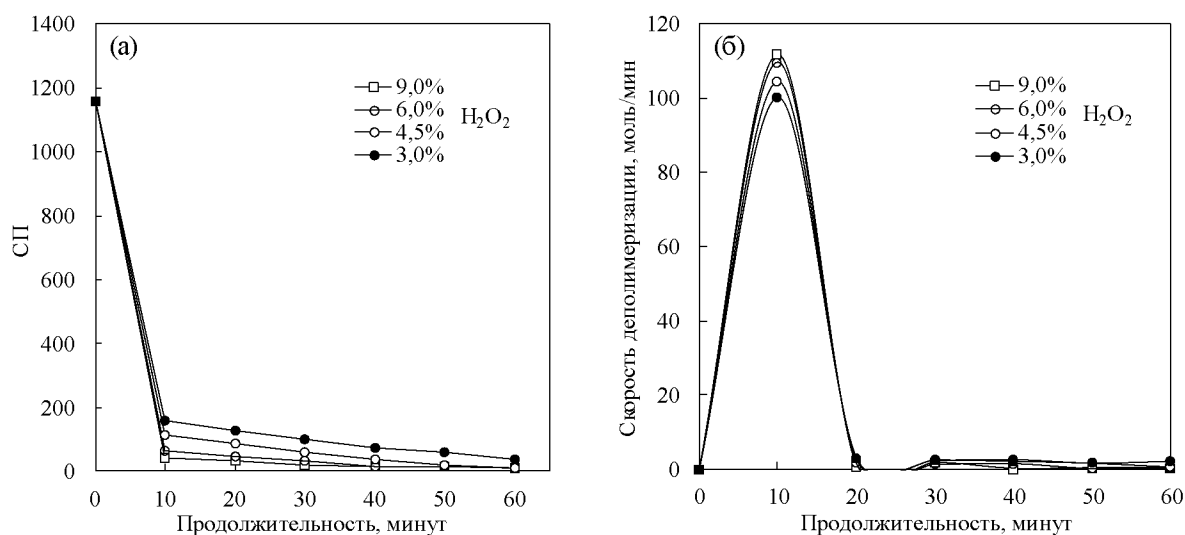 (а)
СП
1400
1200
1000
800
600
400
200
0
9,0%
6,0%
4,5%
3,0%
H₂O₂
0 10 20 30 40 50 60
Продолжительность, минут
(б)
Скорость деполимеризации, моль/мин
120
100
80
60
40
20
0
9,0%
6,0%
4,5%
3,0%
H₂O₂
0 10 20 30 40 50 60
Продолжительность, минут